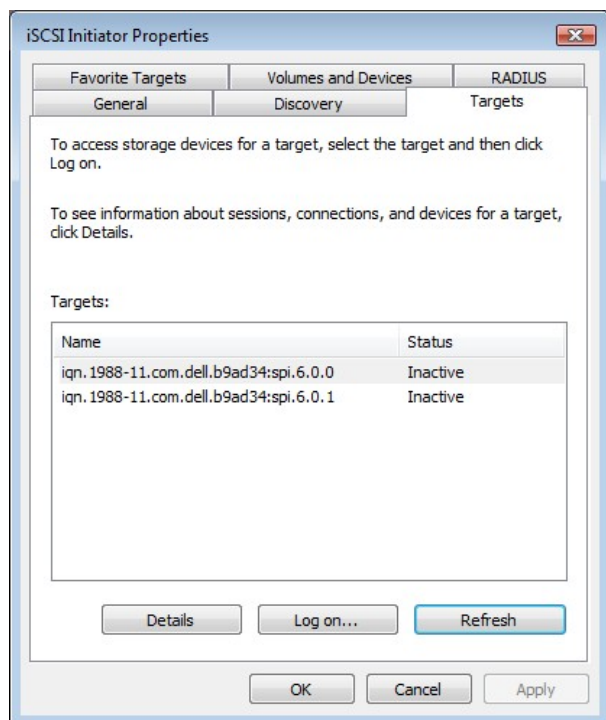 iSCSI Initiator Properties
Favorite Targets Volumes and Devices RADIUS
General Discovery Targets
To access storage devices for a target, select the target and then click
Log on.
To see information about sessions, connections, and devices for a target,
click Details.
Targets:
Name Status
iqn.1988-11.com.dell.b9ad34:spi.6.0.0 Inactive
iqn.1988-11.com.dell.b9ad34:spi.6.0.1 Inactive
Details Log on... Refresh
OK Cancel Apply